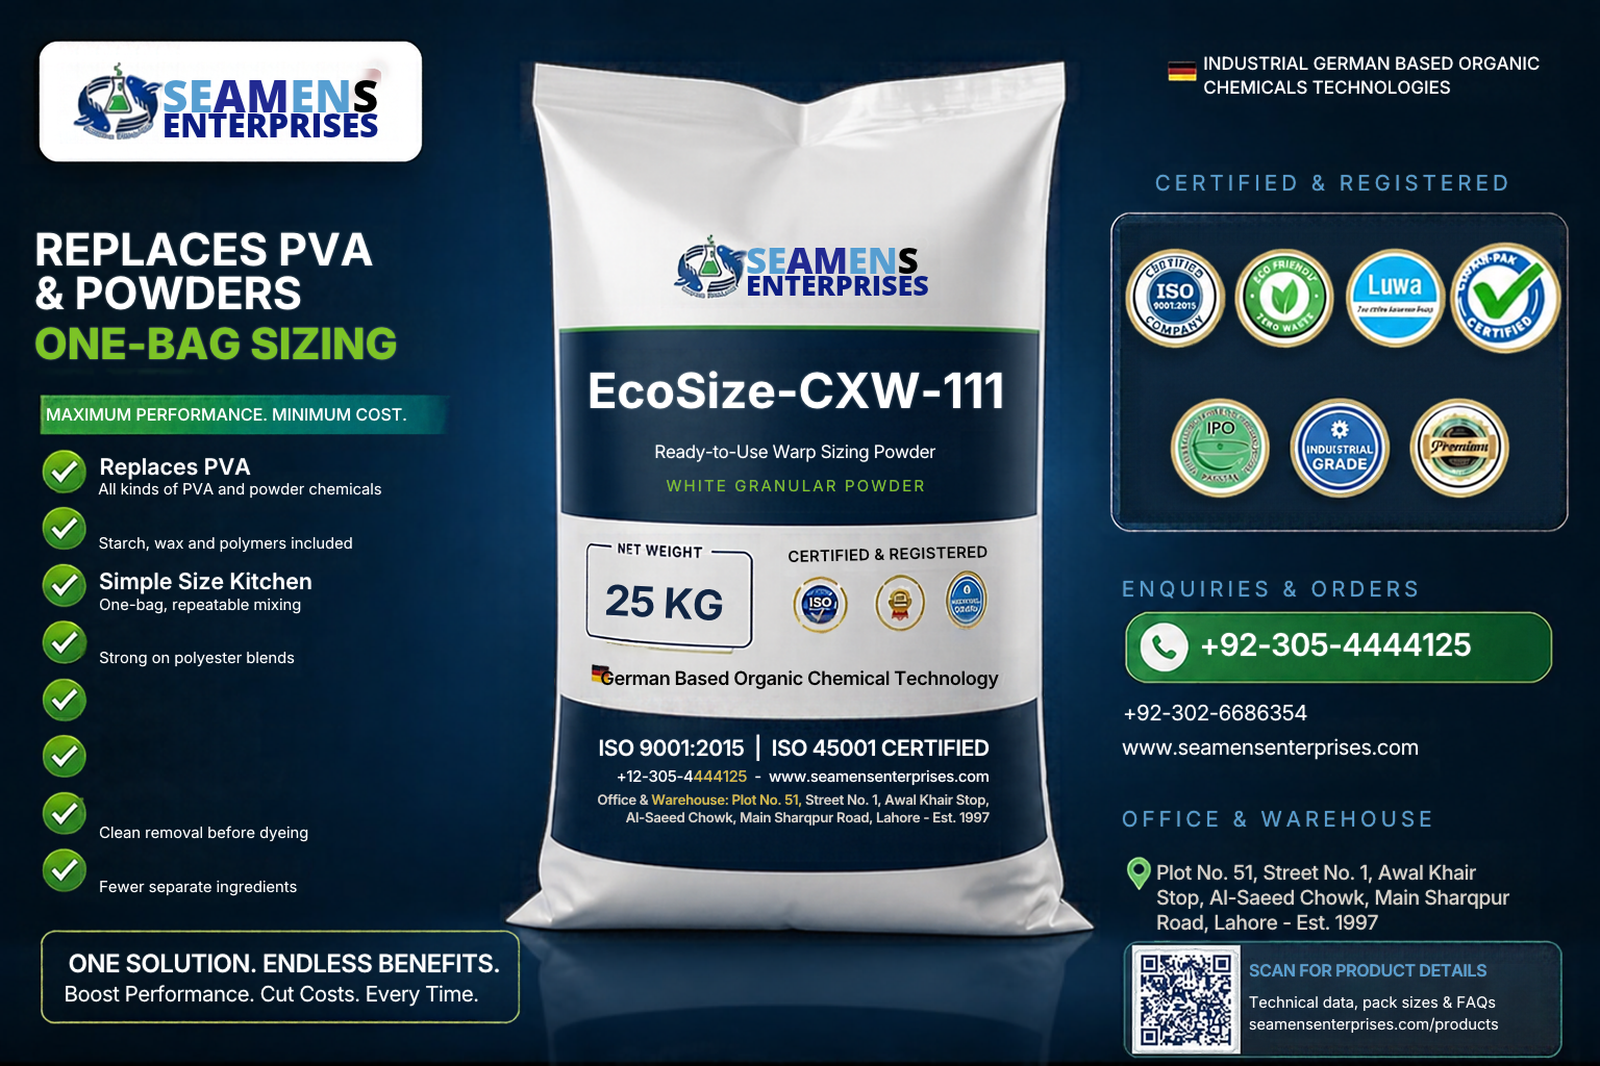 SEAMENS
ENTERPRISES
REPLACES PVA
& POWDERS
ONE-BAG SIZING
MAXIMUM PERFORMANCE. MINIMUM COST.
Replaces PVA
All kinds of PVA and powder chemicals
Starch, wax and polymers included
Simple Size Kitchen
One-bag, repeatable mixing
Strong on polyester blends
Clean removal before dyeing
Fewer separate ingredients
ONE SOLUTION. ENDLESS BENEFITS.
Boost Performance. Cut Costs. Every Time.
SEAMENS
ENTERPRISES
EcoSize-CXW-111
Ready-to-Use Warp Sizing Powder
WHITE GRANULAR POWDER
NET WEIGHT
25 KG
CERTIFIED & REGISTERED
ISO
German Based Organic Chemical Technology
ISO 9001:2015 | ISO 45001 CERTIFIED
+12-305-4444125 - www.seamensenterprises.com
Office & Warehouse: Plot No. 51, Street No. 1, Awal Khair Stop,
Al-Saeed Chowk, Main Sharqpur Road, Lahore - Est. 1997
INDUSTRIAL GERMAN BASED ORGANIC
CHEMICALS TECHNOLOGIES
CERTIFIED & REGISTERED
CERTIFIED
ISO
9001:2015
COMPANY
ECO FRIENDLY
ZERO WASTE
Luwa
-PAK
CERTIFIED
IPO
INDUSTRIAL
GRADE
Premium
ENQUIRIES & ORDERS
+92-305-4444125
+92-302-6686354
www.seamensenterprises.com
OFFICE & WAREHOUSE
Plot No. 51, Street No. 1, Awal Khair
Stop, Al-Saeed Chowk, Main Sharqpur
Road, Lahore - Est. 1997
SCAN FOR PRODUCT DETAILS
Technical data, pack sizes & FAQs
seamensenterprises.com/products